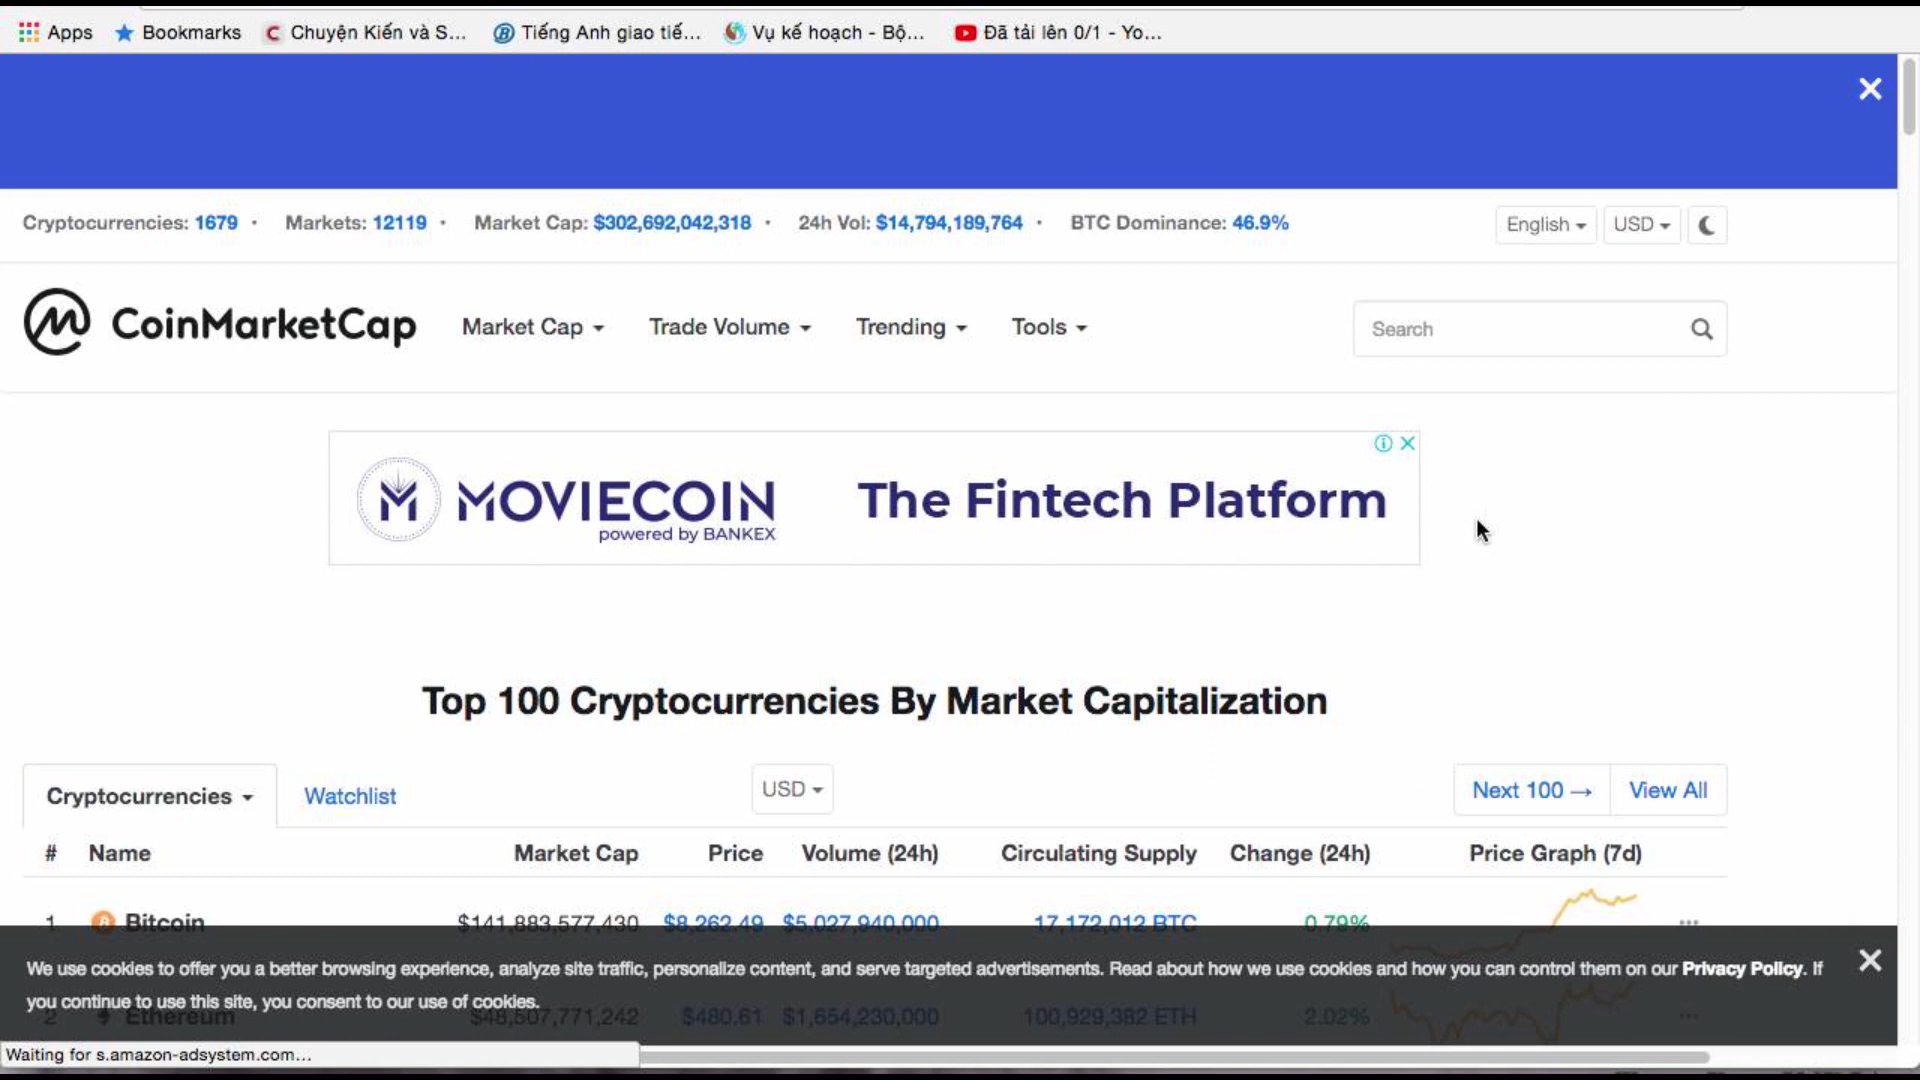 Apps Bookmarks Chuyện Kiến và S... Tiếng Anh giao tiế... Vụ kế hoạch - Bộ... Đã tải lên 0/1 - Yo...
Cryptocurrencies: 1679 • Markets: 12119 • Market Cap: $302,692,042,318 • 24h Vol: $14,794,189,764 • BTC Dominance: 46.9% English USD
CoinMarketCap Market Cap Trade Volume Trending Tools Search
MOVIECOIN The Fintech Platform
powered by BANKEX
Top 100 Cryptocurrencies By Market Capitalization
Cryptocurrencies Watchlist USD Next 100 → View All
# Name Market Cap Price Volume (24h) Circulating Supply Change (24h) Price Graph (7d)
1 Bitcoin $141,883,577,430 $8,262.49 $5,027,940,000 17,172,012 BTC 0.79%
We use cookies to offer you a better browsing experience, analyze site traffic, personalize content, and serve targeted advertisements. Read about how we use cookies and how you can control them on our Privacy Policy. If
you continue to use this site, you consent to our use of cookies.
2 Ethereum $48,507,771,242 $480.61 $1,654,230,000 100,929,382 ETH 2.02%
Waiting for s.amazon-adsystem.com...